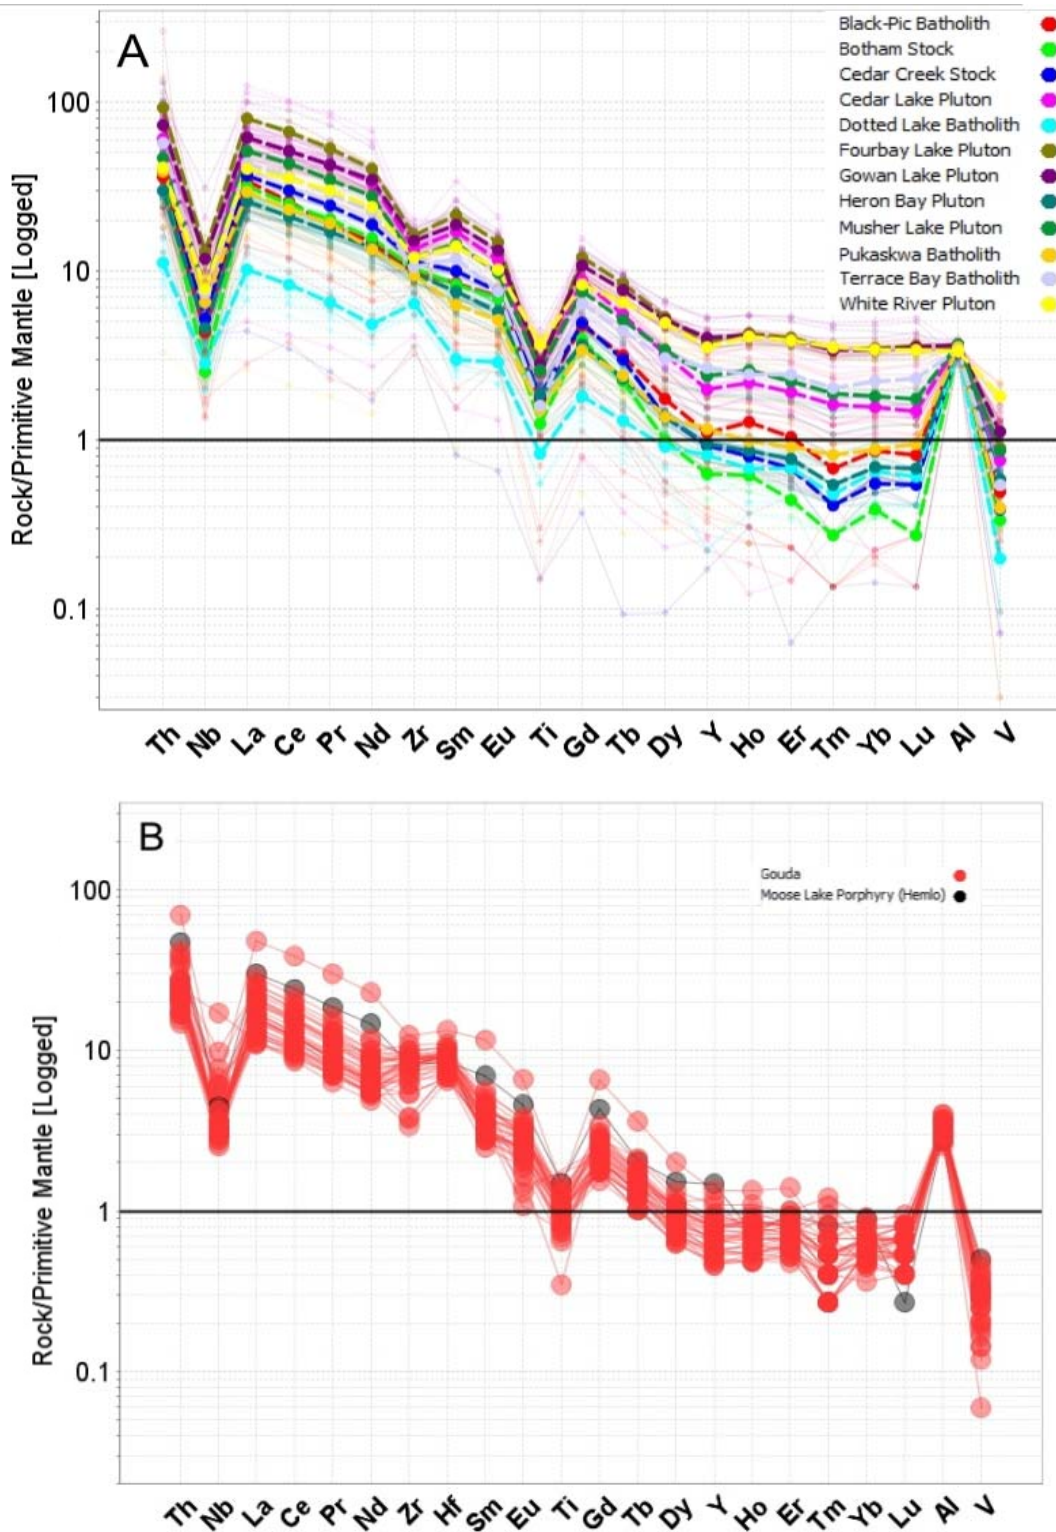 A
Black-Pic Batholith
Botham Stock
Cedar Creek Stock
Cedar Lake Pluton
Dotted Lake Batholith
Fourbay Lake Pluton
Gowan Lake Pluton
Heron Bay Pluton
Musher Lake Pluton
Pukaskwa Batholith
Terrace Bay Batholith
White River Pluton
Rock/Primitive Mantle [Logged]
100
10
1
0.1
Th Nb La Ce Pr Nd Zr Sm Eu Ti Gd Tb Dy Y Ho Er Tm Yb Lu Al V
B
Gouda
Moose Lake Porphyry (Hemlo)
Rock/Primitive Mantle [Logged]
100
10
1
0.1
Th Nb La Ce Pr Nd Zr Hf Sm Eu Ti Gd Tb Dy Y Ho Er Tm Yb Lu Al V